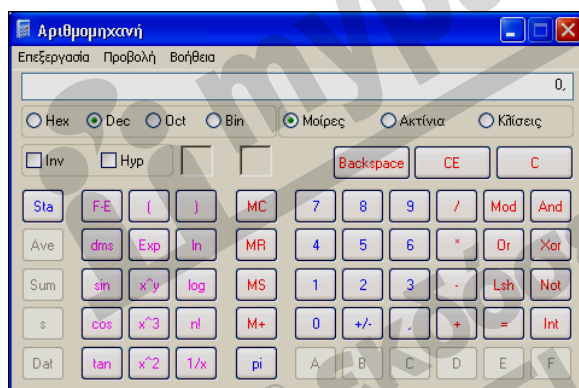 Αριθμομηχανή
Επεξεργασία Προβολή Βοήθεια
0,
Hex Dec Oct Bin Μοίρες Ακτίνια Κλίσεις
Inv Hyp Backspace CE C
Sta F-E ( ) MC 7 8 9 / Mod And
Ave dms Exp ln MR 4 5 6 * Or Xor
Sum sin x^y log MS 1 2 3 - Lsh Not
s cos x^3 n! M+ 0 +/- , + = Int
Dat tan x^2 1/x pi A B C D E F